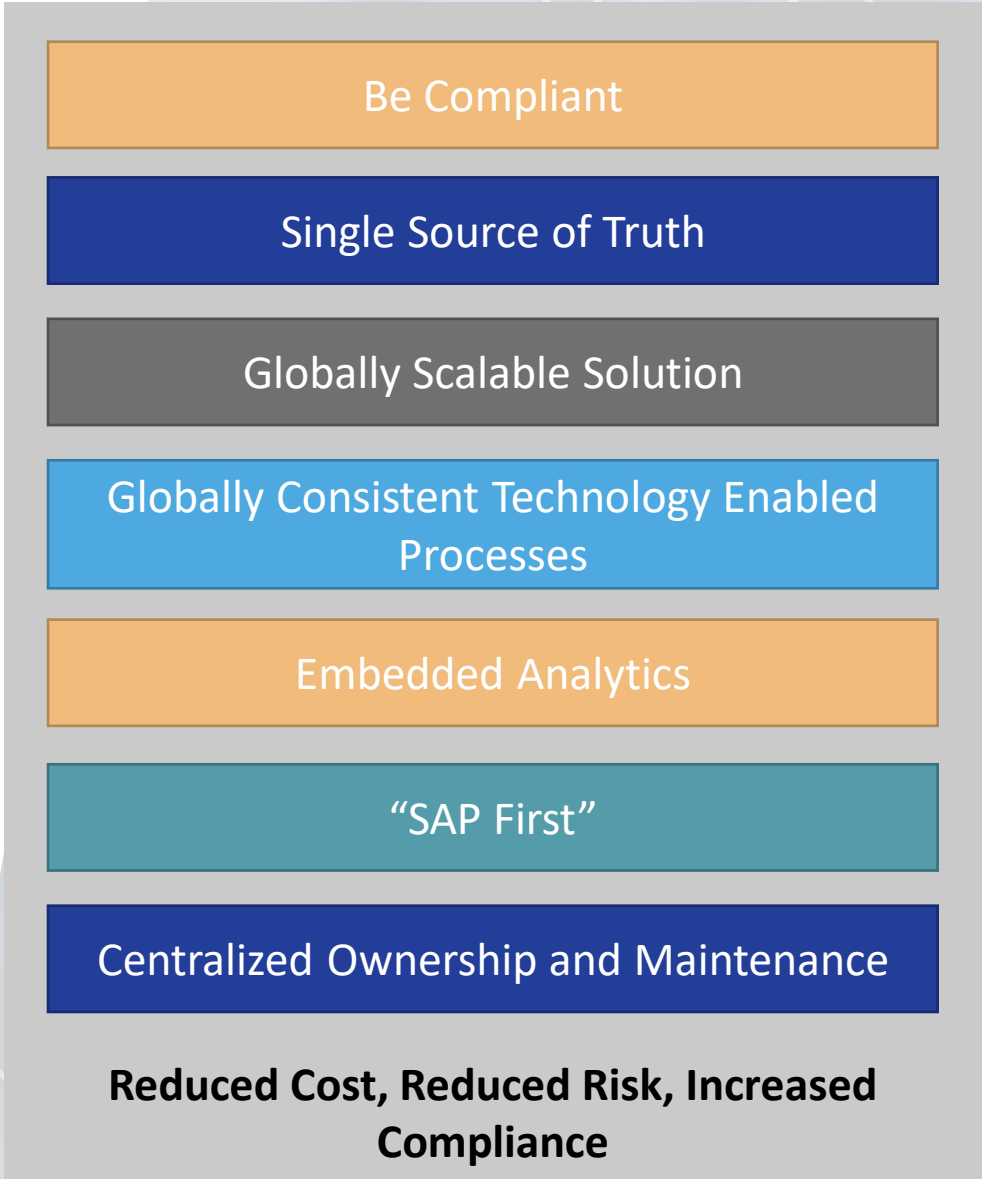 Be Compliant
Single Source of Truth
Globally Scalable Solution
Globally Consistent Technology Enabled
Processes
Embedded Analytics
“SAP First”
Centralized Ownership and Maintenance
Reduced Cost, Reduced Risk, Increased
Compliance